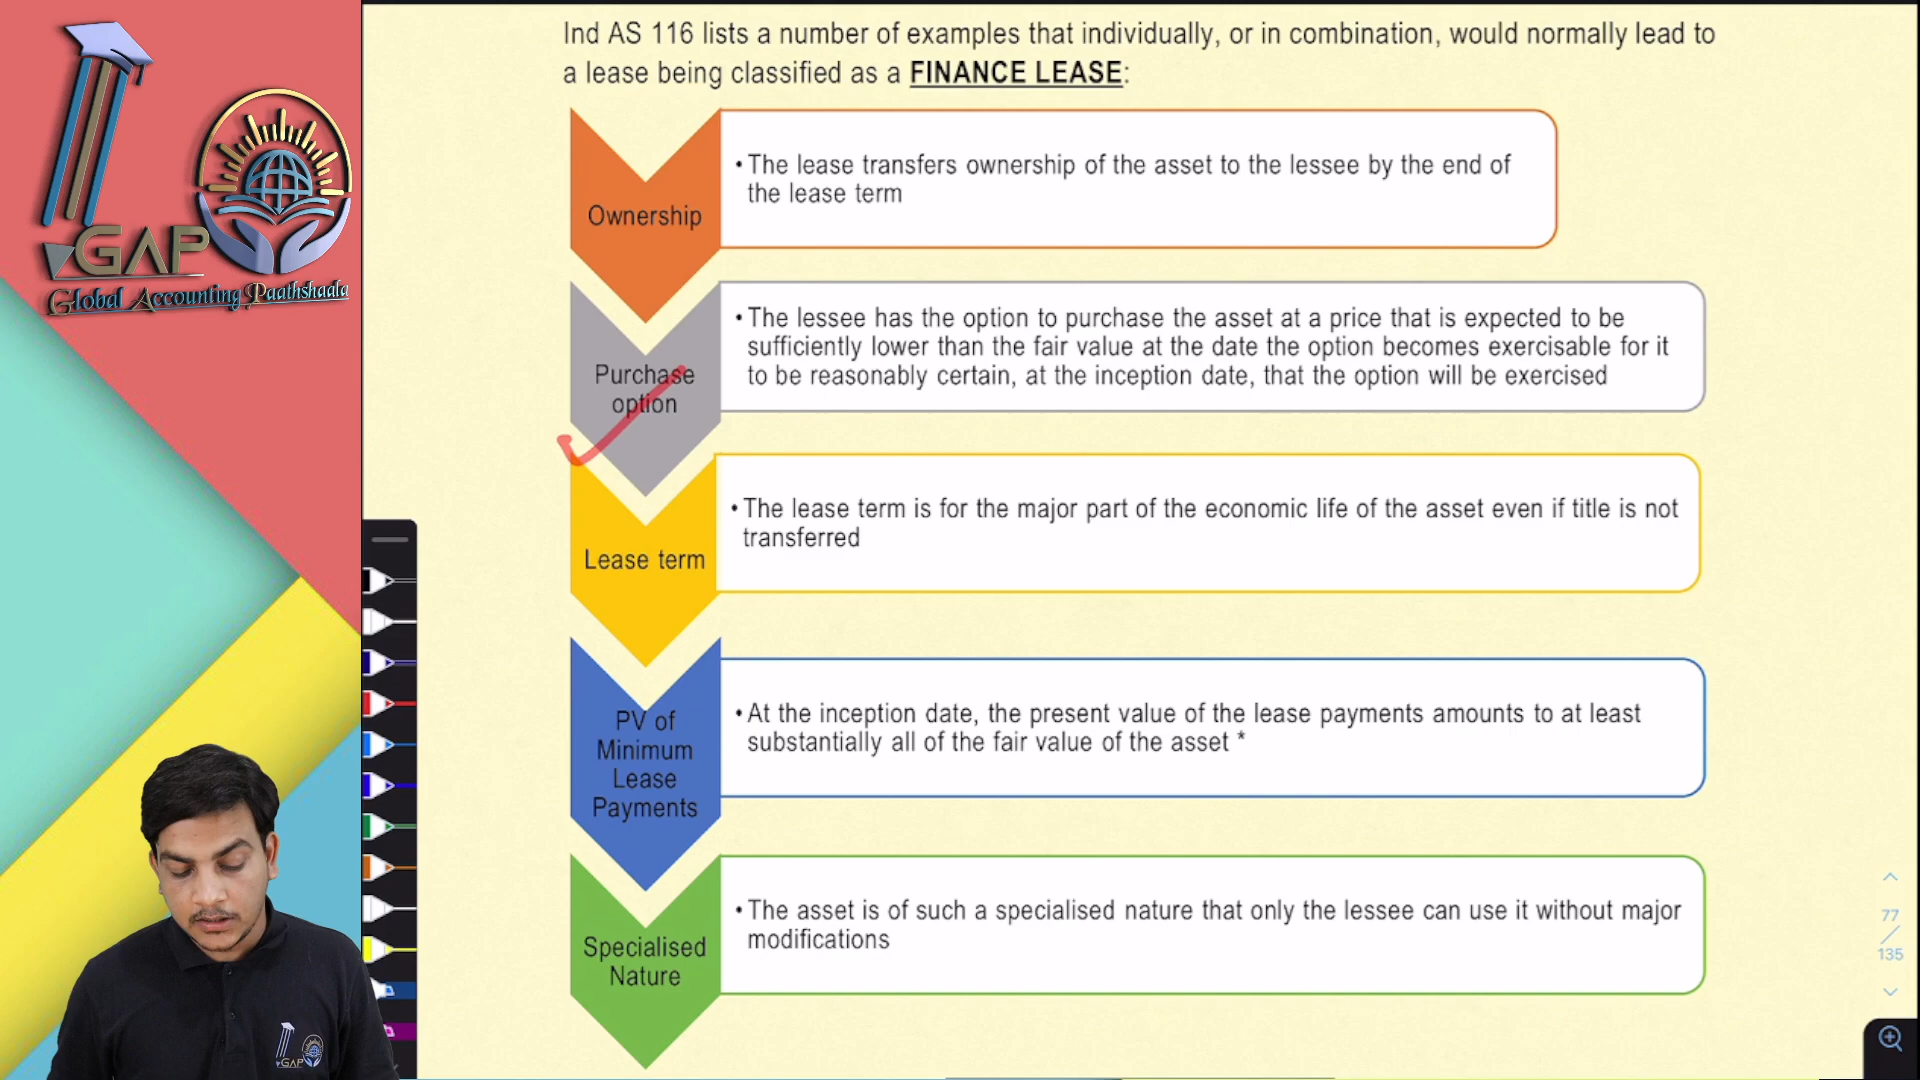 GAP
Global Accounting Paathshaala
Ind AS 116 lists a number of examples that individually, or in combination, would normally lead to
a lease being classified as a FINANCE LEASE:
Ownership
• The lease transfers ownership of the asset to the lessee by the end of
the lease term
Purchase
option
• The lessee has the option to purchase the asset at a price that is expected to be
sufficiently lower than the fair value at the date the option becomes exercisable for it
to be reasonably certain, at the inception date, that the option will be exercised
Lease term
• The lease term is for the major part of the economic life of the asset even if title is not
transferred
PV of
Minimum
Lease
Payments
• At the inception date, the present value of the lease payments amounts to at least
substantially all of the fair value of the asset *
Specialised
Nature
• The asset is of such a specialised nature that only the lessee can use it without major
modifications
77
/
135
GAP